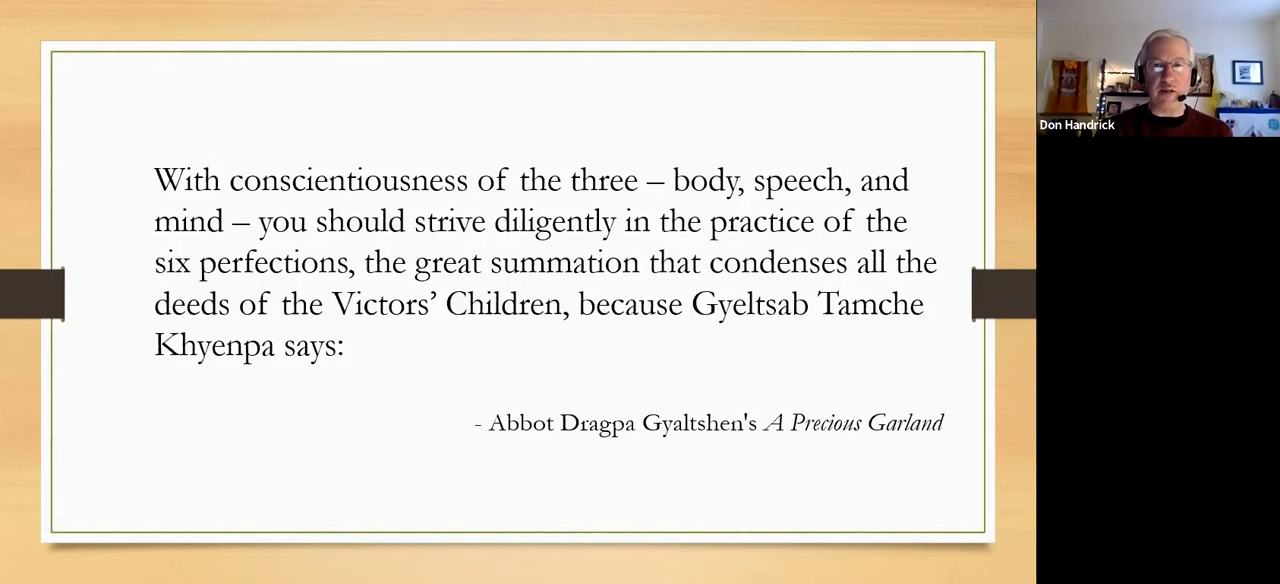 With conscientiousness of the three – body, speech, and
mind – you should strive diligently in the practice of the
six perfections, the great summation that condenses all the
deeds of the Victors’ Children, because Gyeltsab Tamche
Khyenpa says:
- Abbot Dragpa Gyaltshen's A Precious Garland
Don Handrick